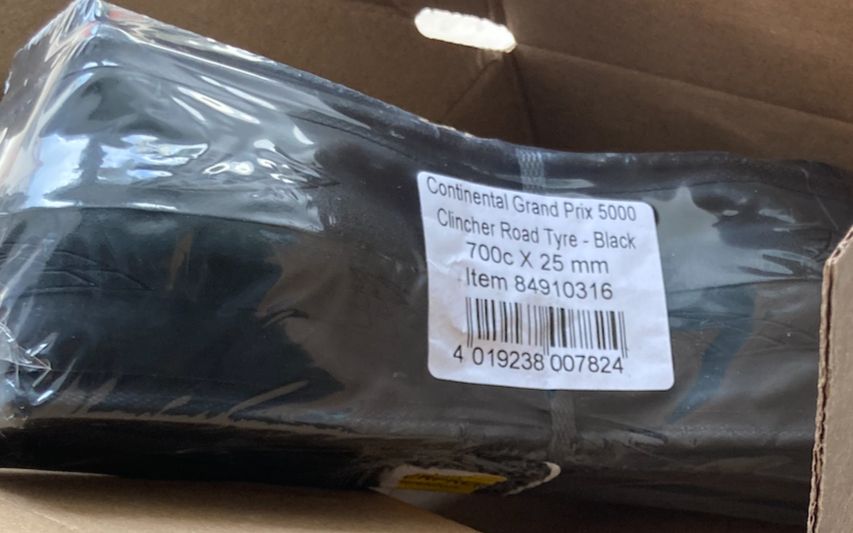 Continental Grand Prix 5000
Clincher Road Tyre - Black
700c X 25 mm
Item 84910316
4 019238 007824